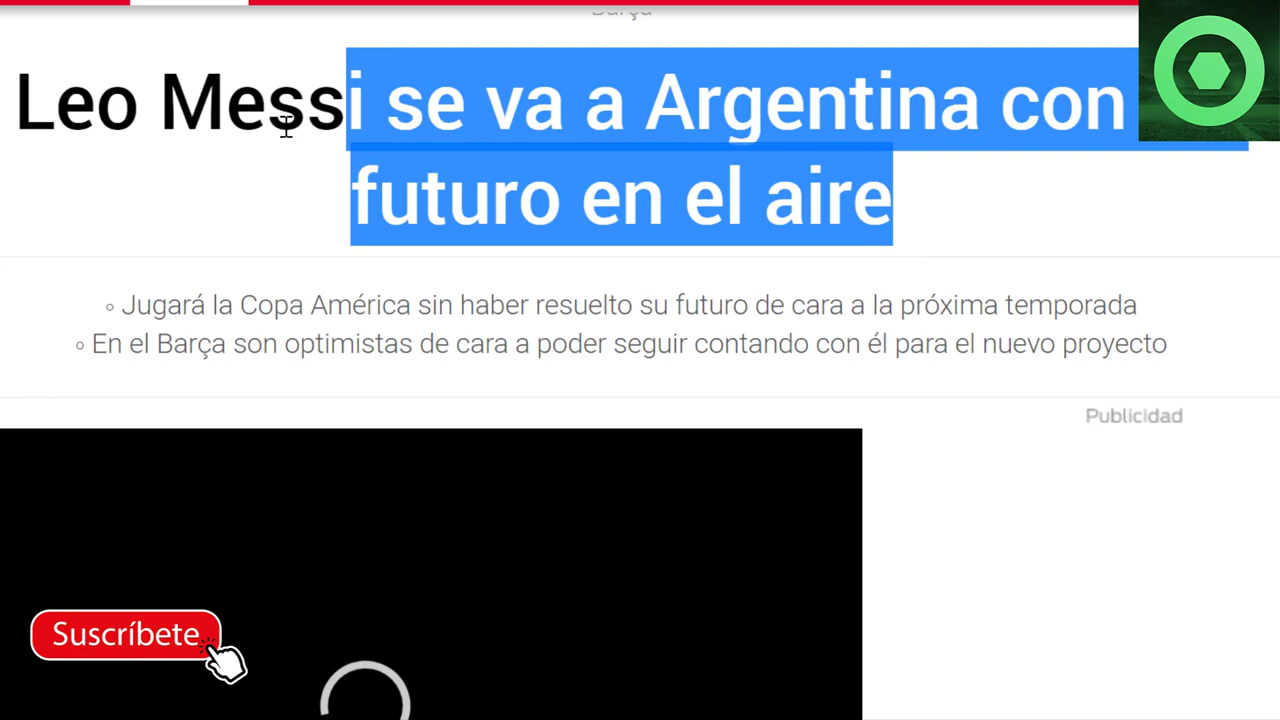 Barça
Leo Messi se va a Argentina con
futuro en el aire
Jugará la Copa América sin haber resuelto su futuro de cara a la próxima temporada
En el Barça son optimistas de cara a poder seguir contando con él para el nuevo proyecto
Publicidad
Suscríbete